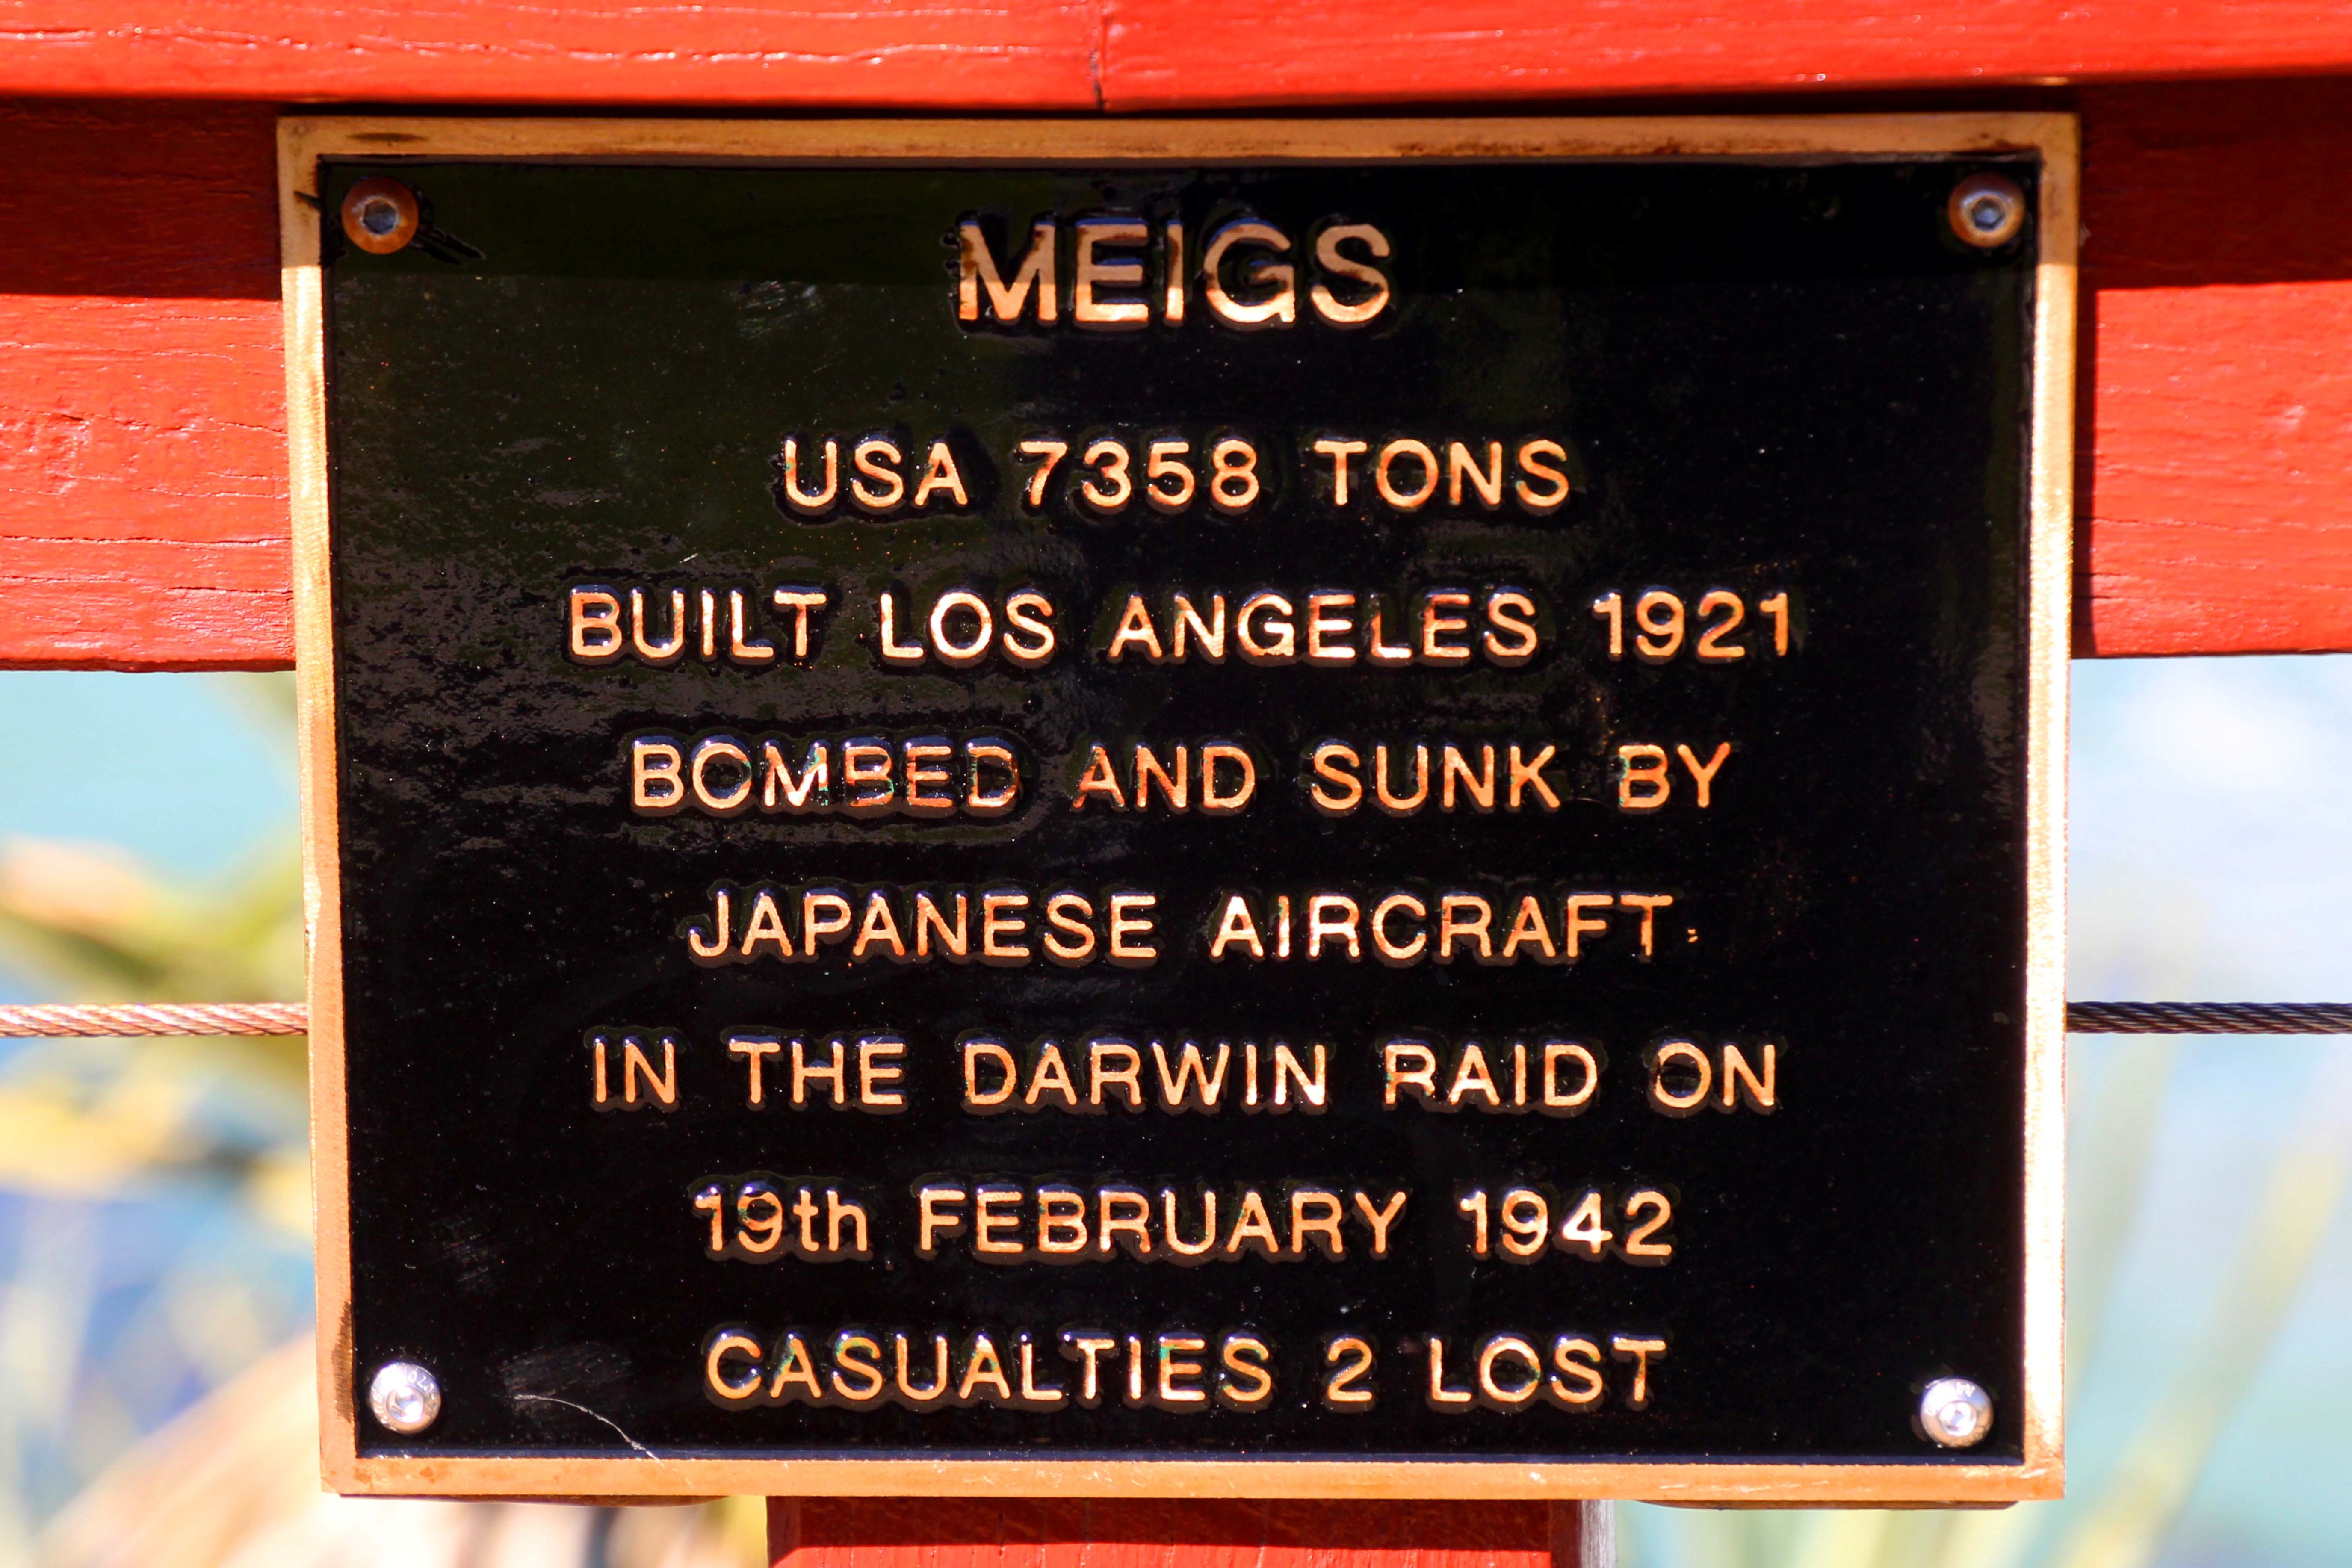 MEIGS
USA 7358 TONS
BUILT LOS ANGELES 1921
BOMBED AND SUNK BY
JAPANESE AIRCRAFT
IN THE DARWIN RAID ON
19th FEBRUARY 1942
CASUALTIES 2 LOST